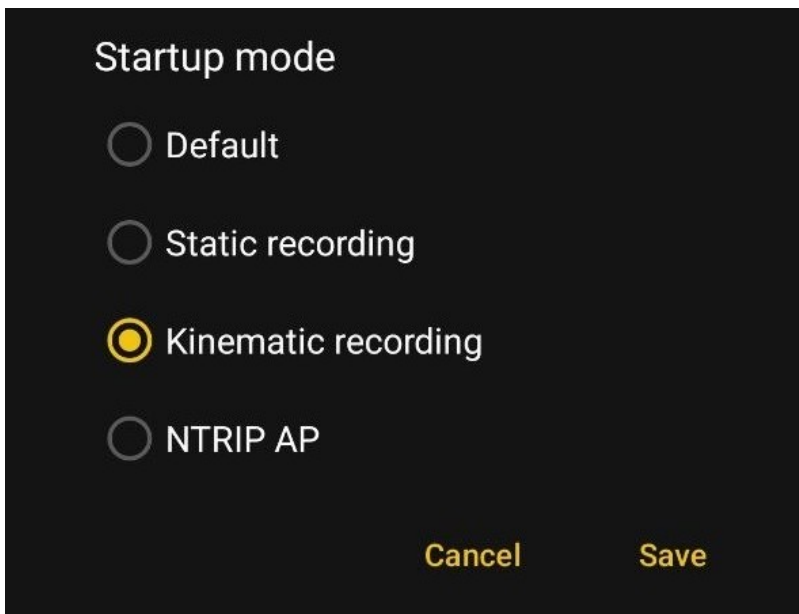 Startup mode
Default
Static recording
Kinematic recording
NTRIP AP
Cancel Save